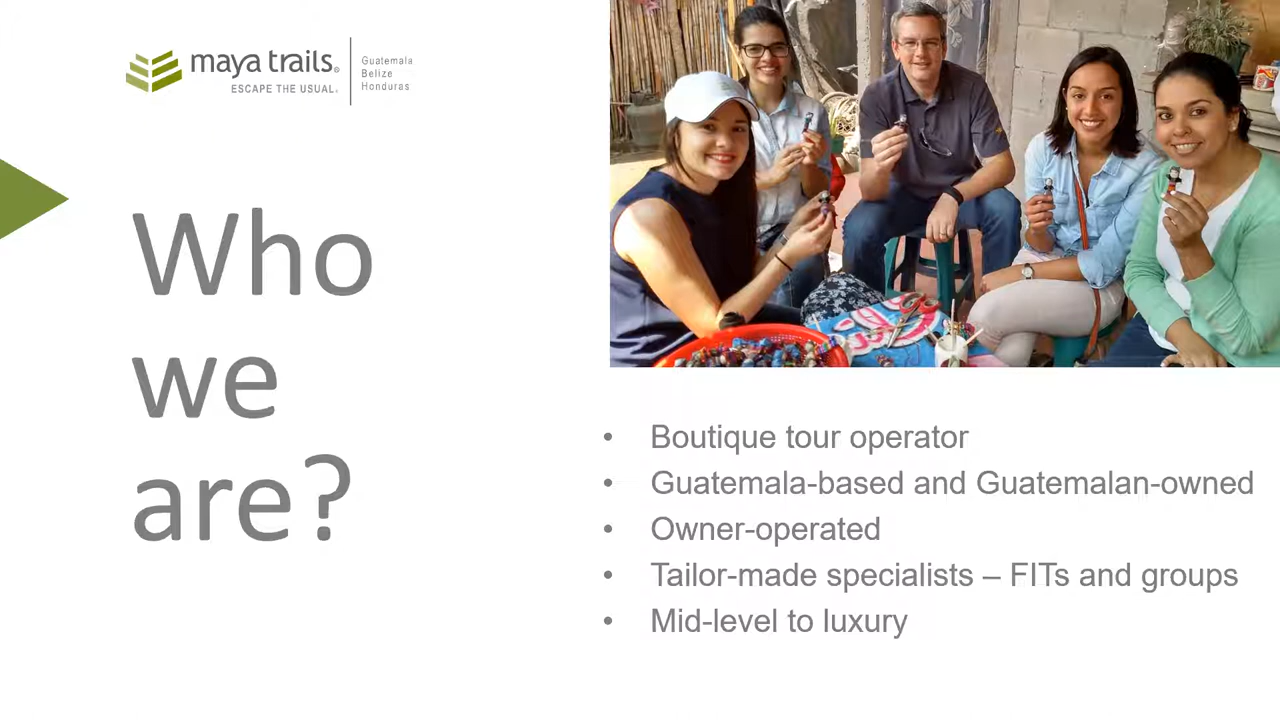 maya trails®
ESCAPE THE USUAL.
Guatemala
Belize
Honduras
Who
we
are?
• Boutique tour operator
• Guatemala-based and Guatemalan-owned
• Owner-operated
• Tailor-made specialists – FITs and groups
• Mid-level to luxury